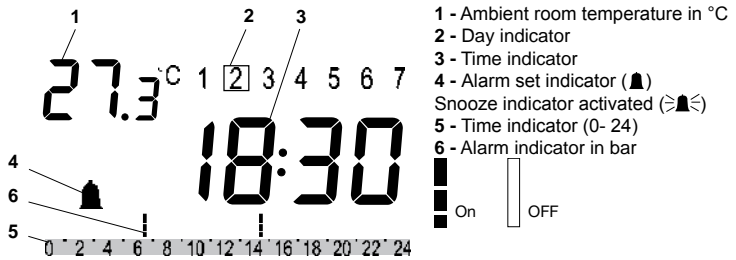 1 2 3
27.3 °C 1 2 3 4 5 6 7
18:30
4
6
5
0 2 4 6 8 10 12 14 16 18 20 22 24
1 - Ambient room temperature in °C
2 - Day indicator
3 - Time indicator
4 - Alarm set indicator ( )
Snooze indicator activated ( )
5 - Time indicator (0- 24)
6 - Alarm indicator in bar
On OFF